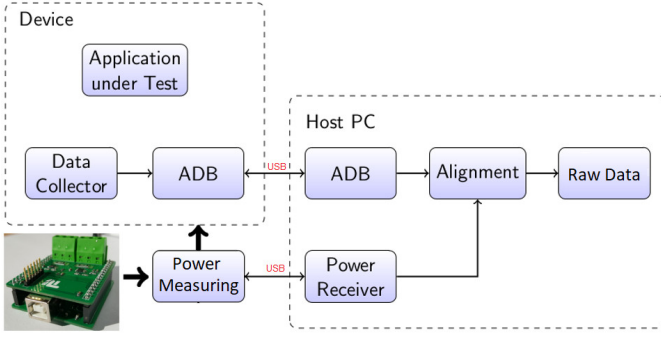 Device
Application
under Test
Data
Collector
ADB
USB
Host PC
ADB
Alignment
Raw Data
Power
Measuring
USB
Power
Receiver